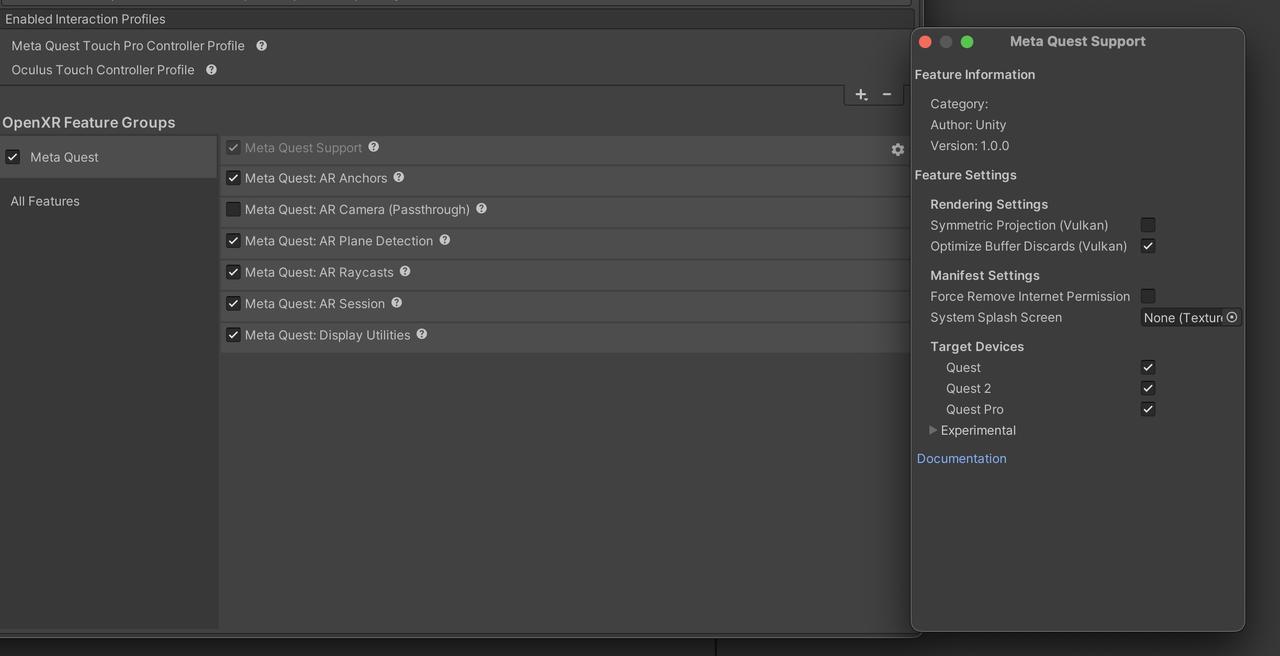 Enabled Interaction Profiles
Meta Quest Touch Pro Controller Profile
Oculus Touch Controller Profile
OpenXR Feature Groups
Meta Quest
All Features
Meta Quest Support
Meta Quest: AR Anchors
Meta Quest: AR Camera (Passthrough)
Meta Quest: AR Plane Detection
Meta Quest: AR Raycasts
Meta Quest: AR Session
Meta Quest: Display Utilities
Meta Quest Support
Feature Information
Category:
Author: Unity
Version: 1.0.0
Feature Settings
Rendering Settings
Symmetric Projection (Vulkan)
Optimize Buffer Discards (Vulkan)
Manifest Settings
Force Remove Internet Permission
System Splash Screen None (Texture
Target Devices
Quest
Quest 2
Quest Pro
Experimental
Documentation